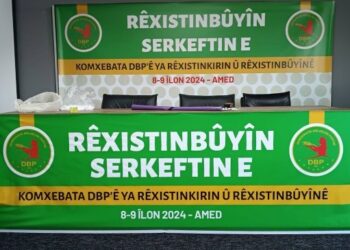 RÊXISTINBÛYÎN
SERKEFTIN E
KOMXEBATA DBP'Ê YA RÊXISTINKIRIN Û RÊXISTINBÛYÎNÊ
8-9 ÎLON 2024 - AMED
DBP
DBP
RÊXISTINBÛYÎN
SERKEFTIN E
KOMXEBATA DBP'Ê YA RÊXISTINKIRIN Û RÊXISTINBÛYÎNÊ
8-9 ÎLON 2024 - AMED
DBP
DBP